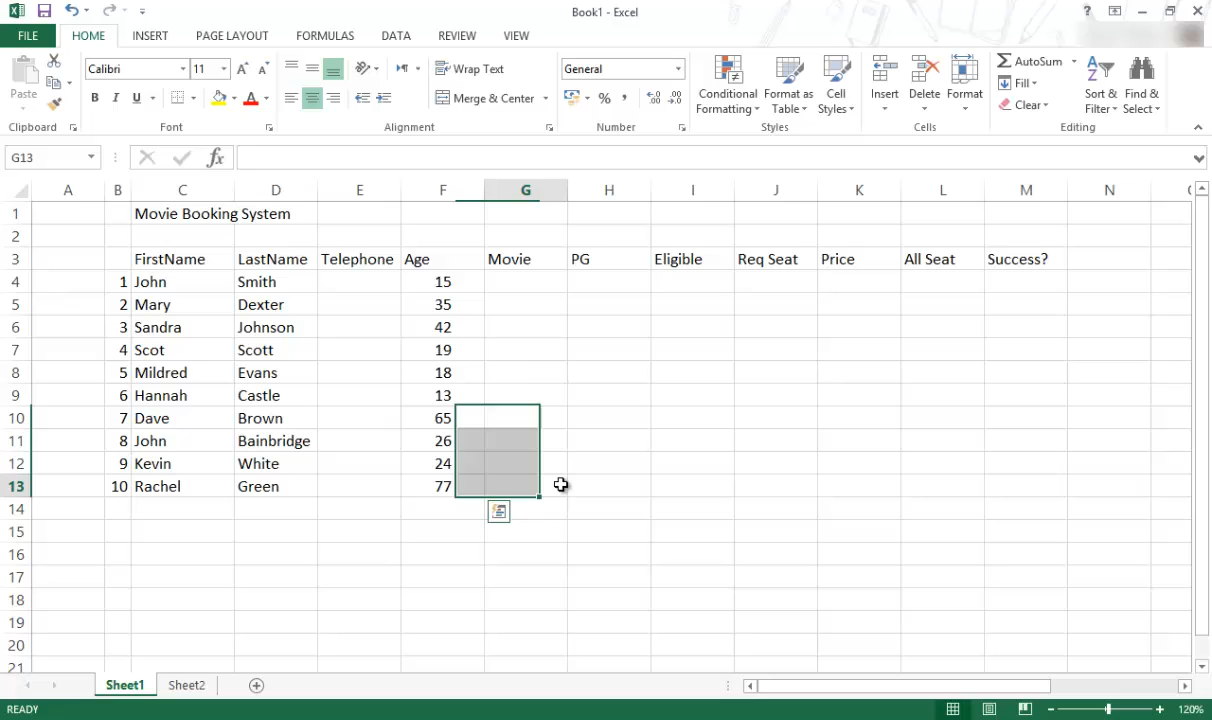 Book1 - Excel
FILE HOME INSERT PAGE LAYOUT FORMULAS DATA REVIEW VIEW
Paste
Calibri 11
B I U
Wrap Text
Merge & Center
General
Conditional Formatting
Format as Table
Cell Styles
Insert Delete Format
AutoSum
Fill
Clear
Sort & Filter
Find & Select
Clipboard Font Alignment Number Styles Cells Editing
G13
fx
A B C D E F G H I J K L M N
1 Movie Booking System
2
3 FirstName LastName Telephone Age Movie PG Eligible Req Seat Price All Seat Success?
4 1 John Smith 15
5 2 Mary Dexter 35
6 3 Sandra Johnson 42
7 4 Scot Scott 19
8 5 Mildred Evans 18
9 6 Hannah Castle 13
10 7 Dave Brown 65
11 8 John Bainbridge 26
12 9 Kevin White 24
13 10 Rachel Green 77
14
15
16
17
18
19
20
21
Sheet1 Sheet2
READY 120%